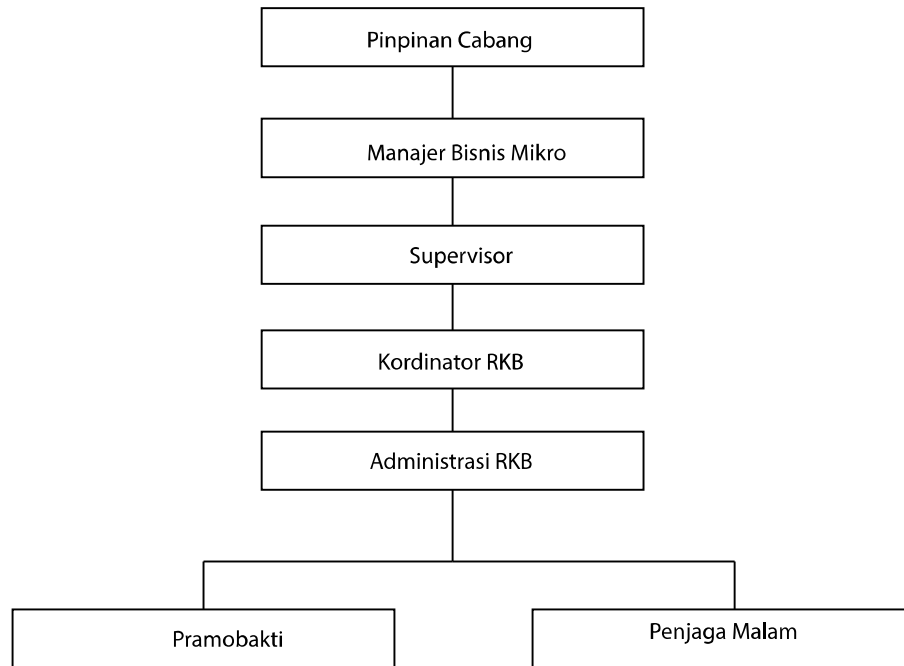 Pinpinan Cabang
Manajer Bisnis Mikro
Supervisor
Kordinator RKB
Administrasi RKB
Pramobakti
Penjaga Malam